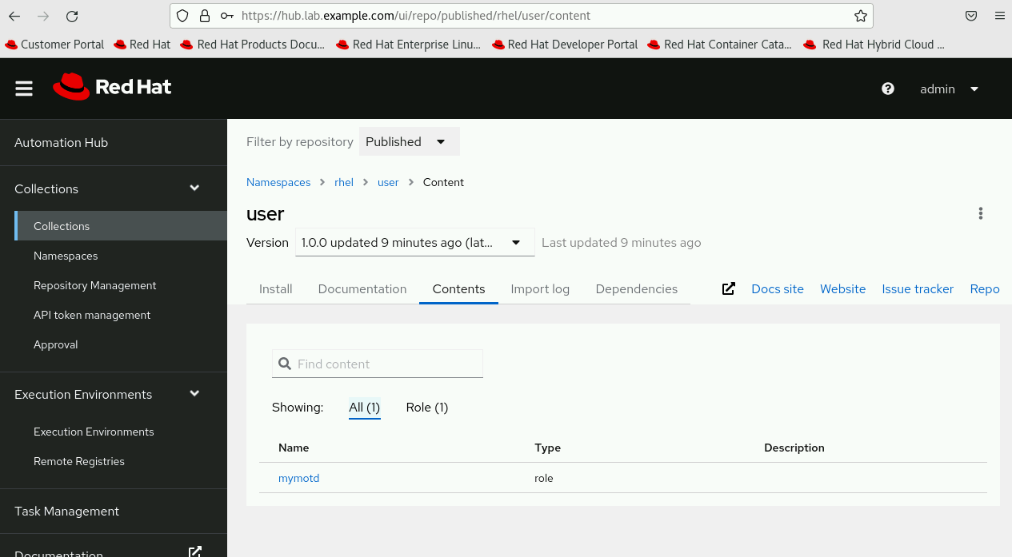 https://hub.lab.example.com/ui/repo/published/rhel/user/content
Customer Portal Red Hat Red Hat Products Docu... Red Hat Enterprise Linu... Red Hat Developer Portal Red Hat Container Cata... Red Hat Hybrid Cloud ...
Red Hat
admin
Automation Hub
Collections
Collections
Namespaces
Repository Management
API token management
Approval
Execution Environments
Execution Environments
Remote Registries
Task Management
Documentation
Filter by repository Published
Namespaces > rhel > user > Content
user
Version 1.0.0 updated 9 minutes ago (lat... Last updated 9 minutes ago
Install Documentation Contents Import log Dependencies Docs site Website Issue tracker Repo
Find content
Showing: All (1) Role (1)
Name Type Description
mymotd role